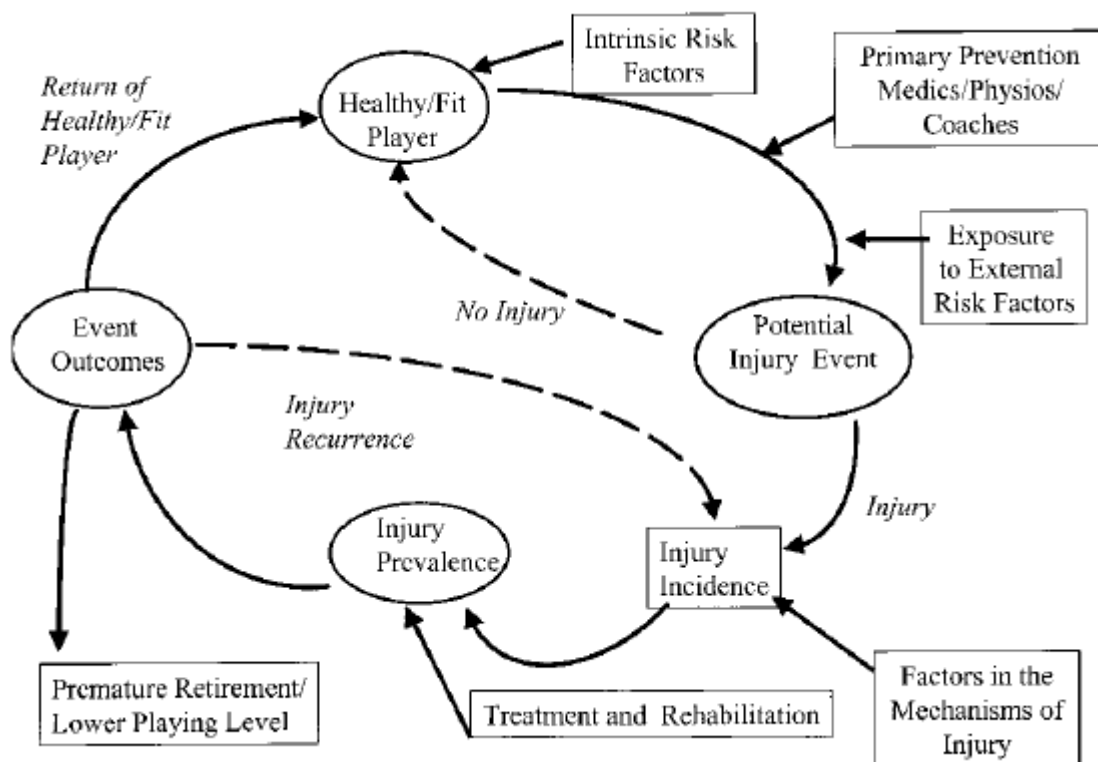 Intrinsic Risk
Factors
Primary Prevention
Medics/Physios/
Coaches
Return of
Healthy/Fit
Player
Healthy/Fit
Player
Exposure
to External
Risk Factors
No Injury
Potential
Injury Event
Event
Outcomes
Injury
Recurrence
Injury
Injury
Prevalence
Injury
Incidence
Premature Retirement/
Lower Playing Level
Treatment and Rehabilitation
Factors in the
Mechanisms of
Injury